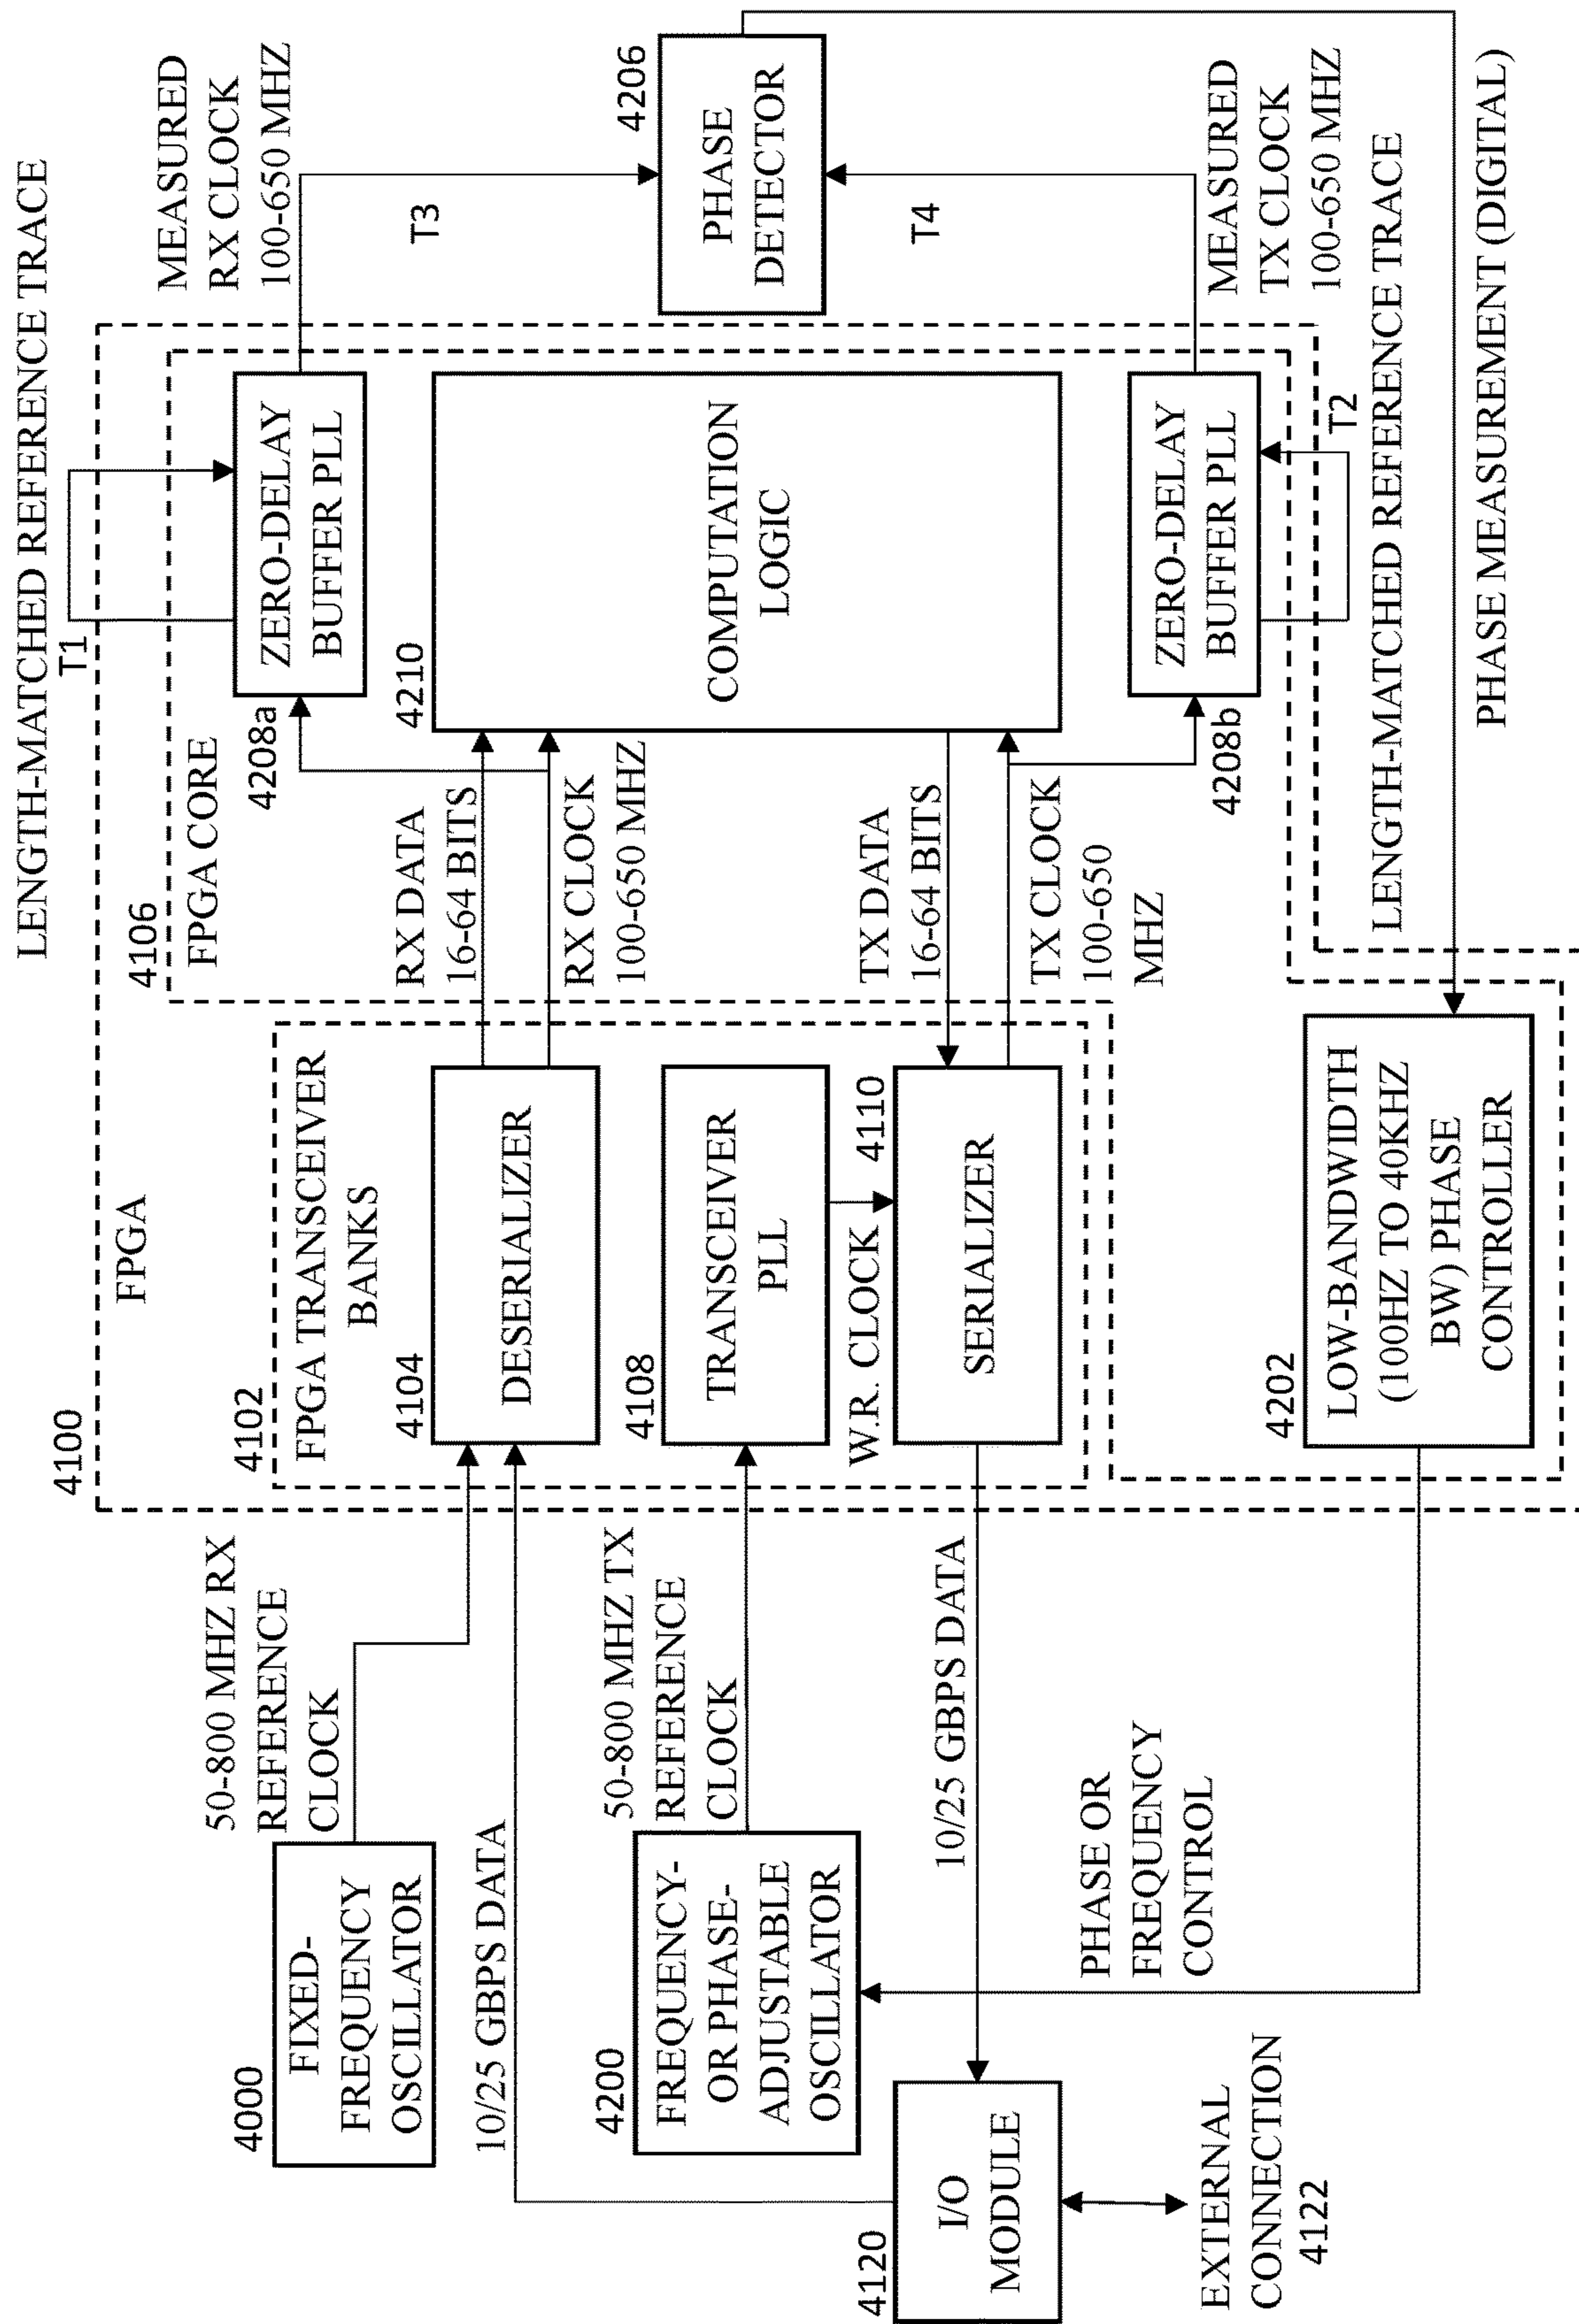 LENGTH-MATCHED REFERENCE TRACE
T1
4100
FPGA
4106
FPGA CORE
MEASURED
RX CLOCK
100-650 MHZ
4000
FIXED-
FREQUENCY
OSCILLATOR
50-800 MHZ RX
REFERENCE
CLOCK
4102
FPGA TRANSCEIVER
BANKS
4208a
ZERO-DELAY
BUFFER PLL
T3
4104
DESERIALIZER
RX DATA
16-64 BITS
RX CLOCK
100-650 MHZ
4210
COMPUTATION
LOGIC
10/25 GBPS DATA
4200
FREQUENCY-
OR PHASE-
ADJUSTABLE
OSCILLATOR
50-800 MHZ TX
REFERENCE
CLOCK
4108
TRANSCEIVER
PLL
4206
PHASE
DETECTOR
W.R. CLOCK
4110
SERIALIZER
TX DATA
16-64 BITS
TX CLOCK
100-650
MHZ
T4
4120
I/O
MODULE
10/25 GBPS DATA
4208b
ZERO-DELAY
BUFFER PLL
MEASURED
TX CLOCK
100-650 MHZ
T2
LENGTH-MATCHED REFERENCE TRACE
EXTERNAL
CONNECTION
4122
PHASE OR
FREQUENCY
CONTROL
4202
LOW-BANDWIDTH
(100HZ TO 40KHZ
BW) PHASE
CONTROLLER
PHASE MEASUREMENT (DIGITAL)